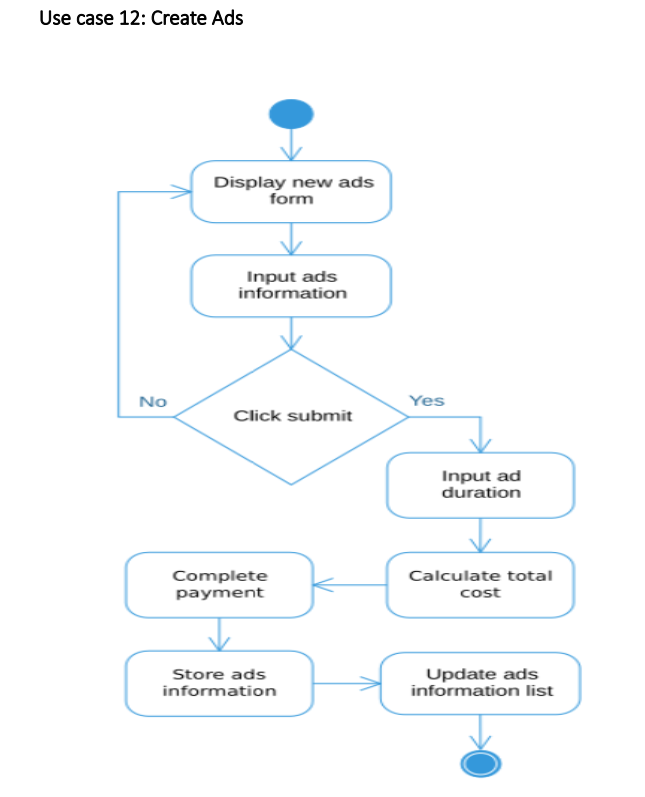 Use case 12: Create Ads
Display new ads
form
Input ads
information
Click submit
No
Yes
Input ad
duration
Calculate total
cost
Complete
payment
Store ads
information
Update ads
information list